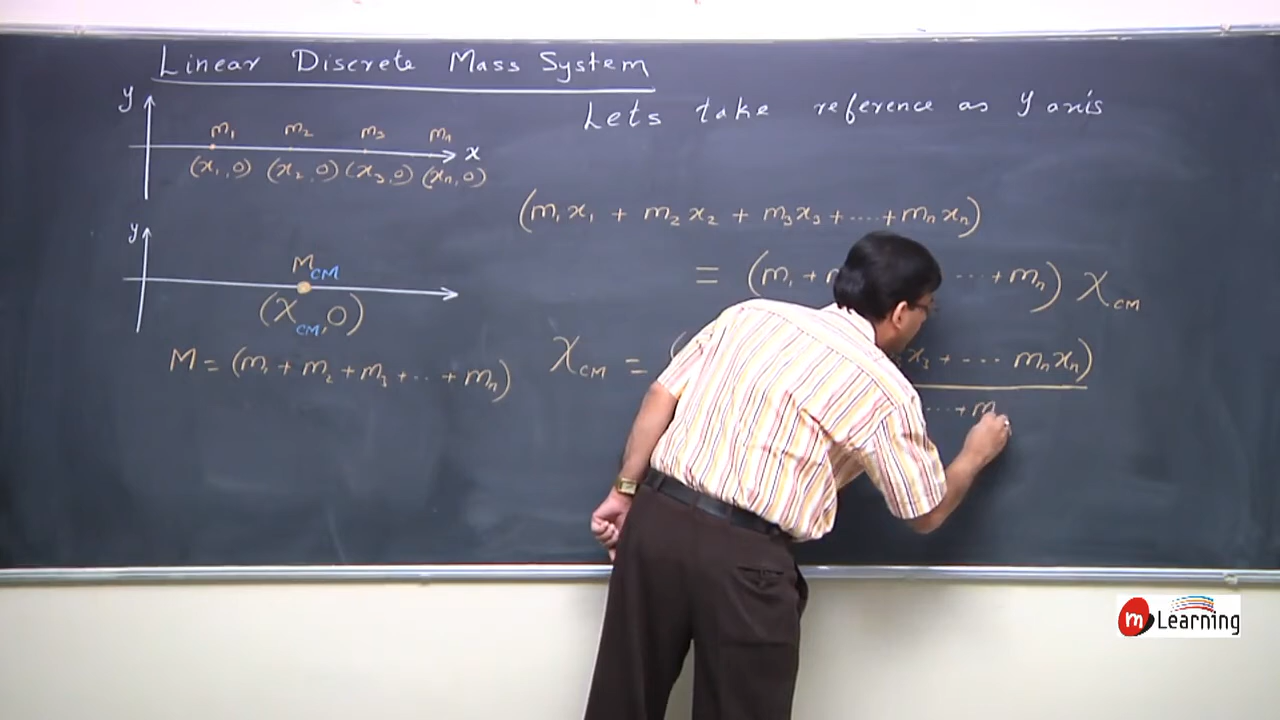 Linear Discrete Mass System
Lets take reference as y axis
y
m₁ m₂ m₃ mₙ
x
(x₁,0) (x₂,0) (x₃,0) (xₙ,0)
(m₁x₁ + m₂x₂ + m₃x₃ + ....+ mₙxₙ)
y
M_CM
(X_CM, 0)
= (m₁ + ...+ mₙ) X_CM
M = (m₁ + m₂ + m₃ + .. + mₙ)
X_CM = ( x₃ + .... mₙxₙ)
...+ m
m Learning